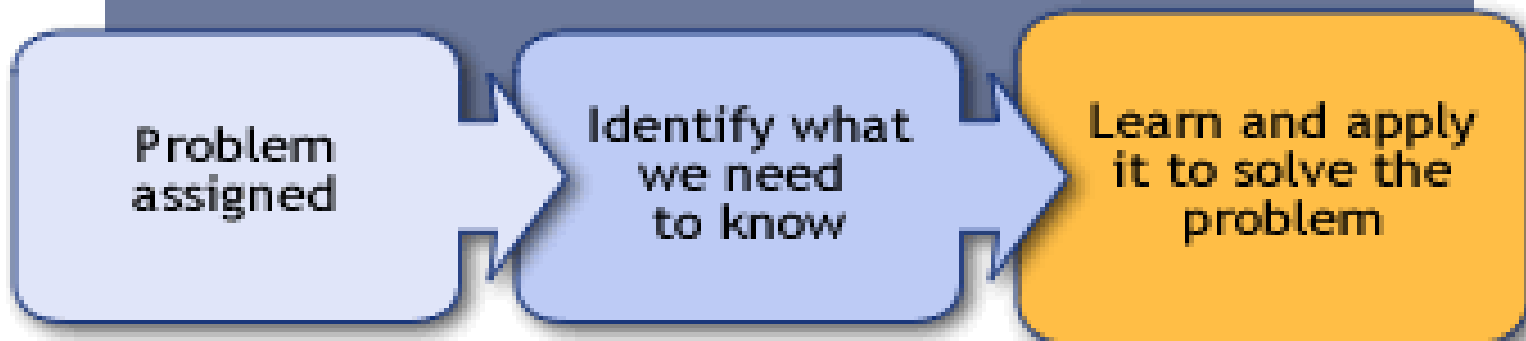 Problem
assigned
Identify what
we need
to know
Learn and apply
it to solve the
problem